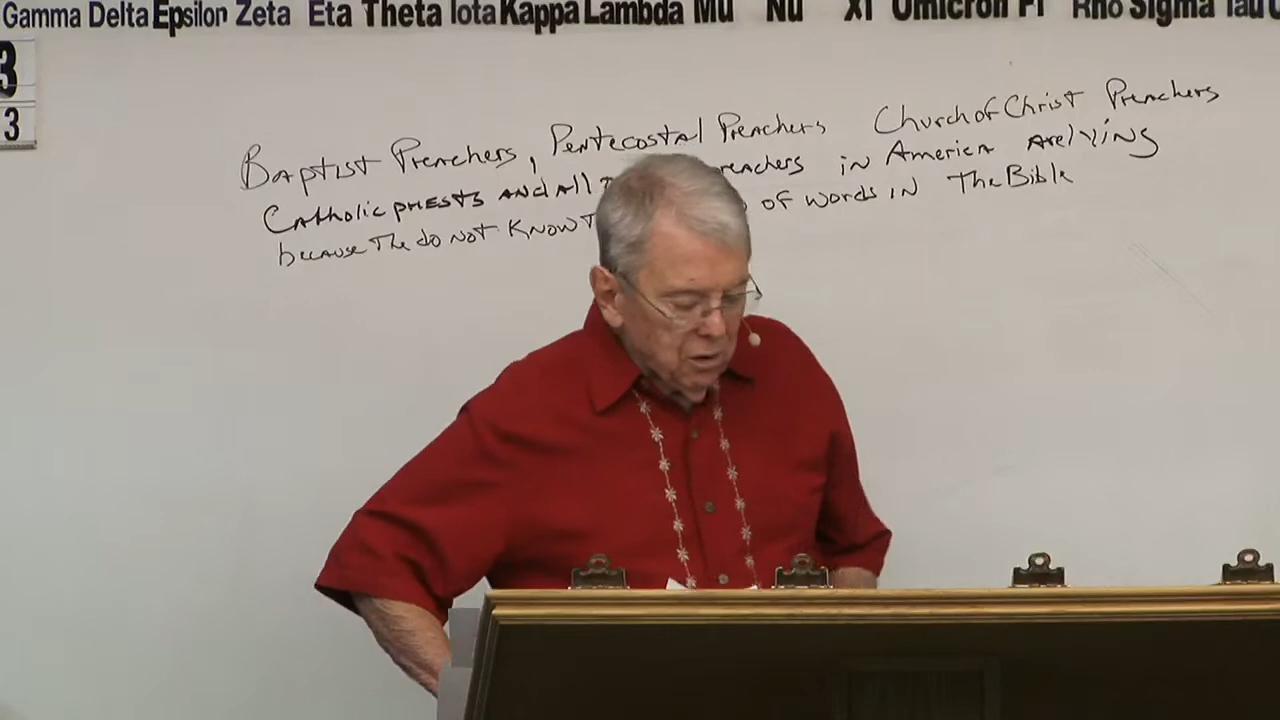 Gamma Delta Epsilon Zeta Eta Theta Iota Kappa Lambda Mu Nu Xi Omicron Pi Rho Sigma Tau
3
3
Baptist Preachers, Pentecostal Preachers Church of Christ Preachers
Catholic priests and all reachers in America are lying
because The do not know of words in The Bible